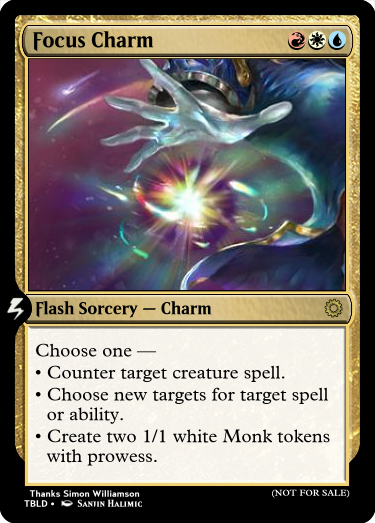 Focus Charm
Flash Sorcery — Charm
Choose one —
• Counter target creature spell.
• Choose new targets for target spell
or ability.
• Create two 1/1 white Monk tokens
with prowess.
Thanks Simon Williamson
(NOT FOR SALE)
TBLD • Sanjin Halimic